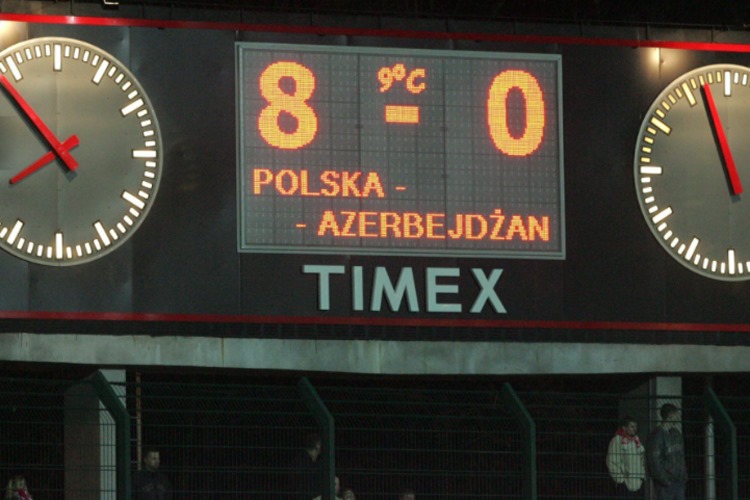 8 9°C - 0
POLSKA -
- AZERBEJDŻAN
TIMEX